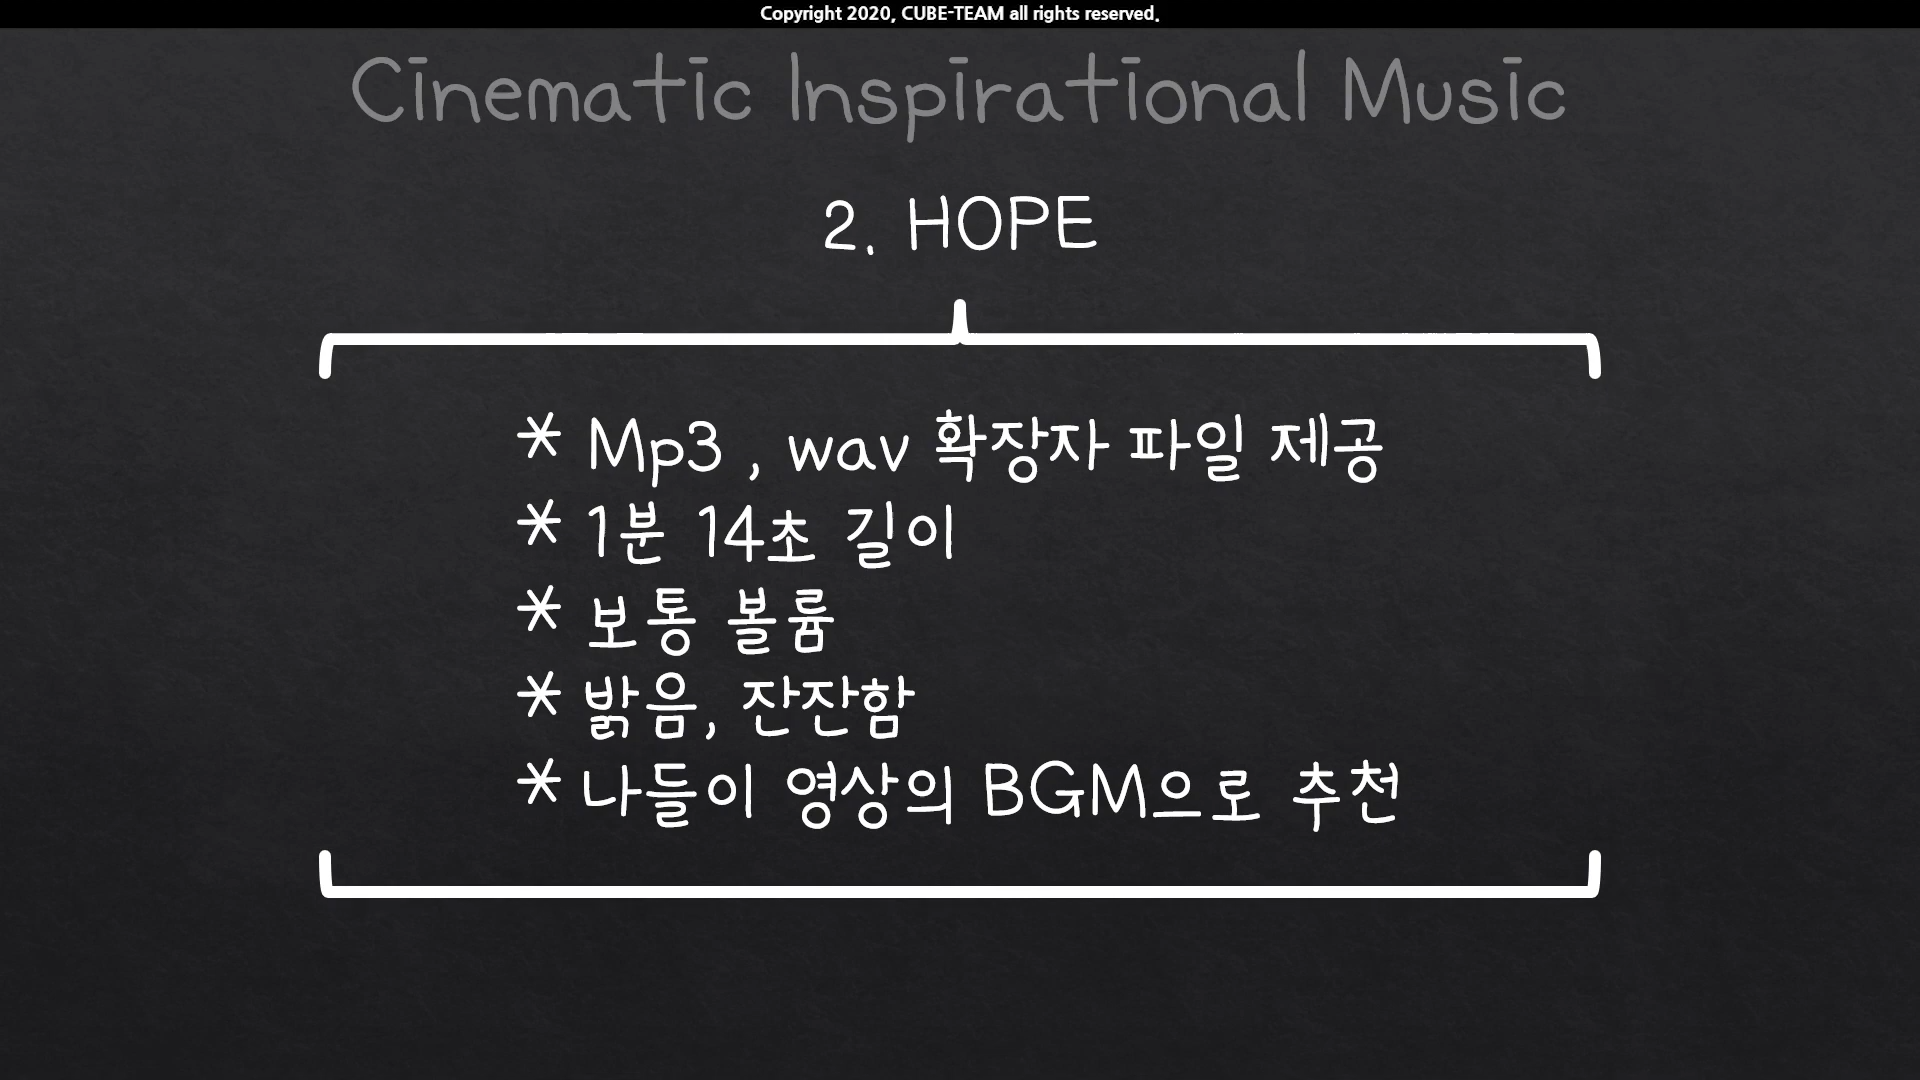 Copyright 2020, CUBE-TEAM all rights reserved.
Cinematic Inspirational Music
2. HOPE
* Mp3 , wav 확장자 파일 제공
* 1분 14초 길이
* 보통 볼륨
* 밝음, 잔잔함
* 나들이 영상의 BGM으로 추천